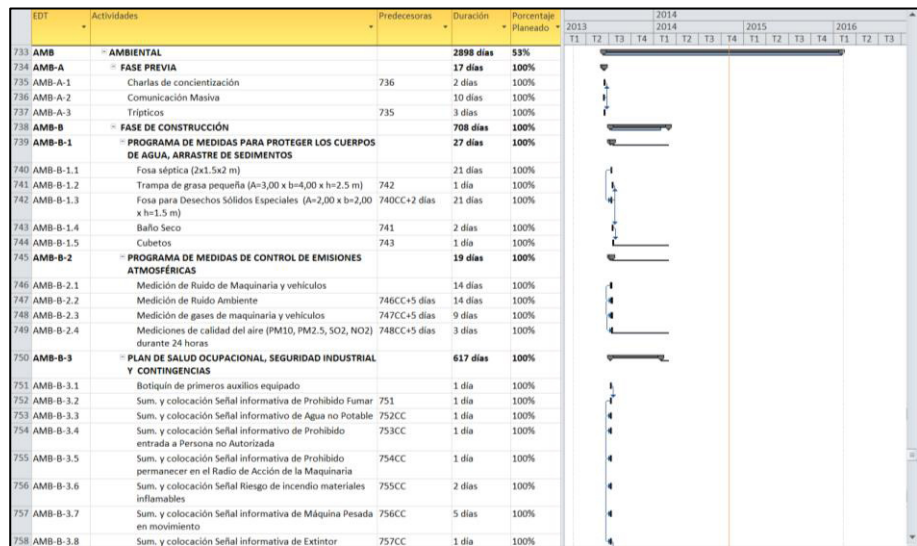 EDT Actividades Predecesoras Duración Porcentaje
Planeado
2014
2013 2014 2015 2016
T1 T2 T3 T4 T1 T2 T3 T4 T1 T2 T3 T4 T1 T2 T3
733 AMB AMBIENTAL 2898 días 53%
734 AMB-A FASE PREVIA 17 días 100%
735 AMB-A-1 Charlas de concientización 736 2 días 100%
736 AMB-A-2 Comunicación Masiva 10 días 100%
737 AMB-A-3 Trípticos 735 3 días 100%
738 AMB-B FASE DE CONSTRUCCIÓN 708 días 100%
739 AMB-B-1 PROGRAMA DE MEDIDAS PARA PROTEGER LOS CUERPOS 27 días 100%
DE AGUA, ARRASTRE DE SEDIMENTOS
740 AMB-B-1.1 Fosa séptica (2x1.5x2 m) 21 días 100%
741 AMB-B-1.2 Trampa de grasa pequeña (A=3,00 x b=4,00 x h=2.5 m) 742 1 día 100%
742 AMB-B-1.3 Fosa para Desechos Sólidos Especiales (A=2,00 x b=2,00 740CC+2 días 21 días 100%
x h=1.5 m)
743 AMB-B-1.4 Baño Seco 741 2 días 100%
744 AMB-B-1.5 Cubetos 743 1 día 100%
745 AMB-B-2 PROGRAMA DE MEDIDAS DE CONTROL DE EMISIONES 19 días 100%
ATMOSFÉRICAS
746 AMB-B-2.1 Medición de Ruido de Maquinaria y vehículos 14 días 100%
747 AMB-B-2.2 Medición de Ruido Ambiente 746CC+5 días 14 días 100%
748 AMB-B-2.3 Medición de gases de maquinaria y vehículos 747CC+5 días 9 días 100%
749 AMB-B-2.4 Mediciones de calidad del aire (PM10, PM2.5, SO2, NO2) 748CC+5 días 3 días 100%
durante 24 horas
750 AMB-B-3 PLAN DE SALUD OCUPACIONAL, SEGURIDAD INDUSTRIAL 617 días 100%
Y CONTINGENCIAS
751 AMB-B-3.1 Botiquín de primeros auxilios equipado 1 día 100%
752 AMB-B-3.2 Sum. y colocación Señal informativa de Prohibido Fumar 751 1 día 100%
753 AMB-B-3.3 Sum. y colocación Señal informativo de Agua no Potable 752CC 1 día 100%
754 AMB-B-3.4 Sum. y colocación Señal informativo de Prohibido 753CC 1 día 100%
entrada a Persona no Autorizada
755 AMB-B-3.5 Sum. y colocación Señal informativa de Prohibido 754CC 1 día 100%
permanecer en el Radio de Acción de la Maquinaria
756 AMB-B-3.6 Sum. y colocación Señal Riesgo de incendio materiales 755CC 2 días 100%
inflamables
757 AMB-B-3.7 Sum. y colocación Señal informativa de Máquina Pesada 756CC 5 días 100%
en movimiento
758 AMB-B-3.8 Sum. y colocación Señal informativa de Extintor 757CC 1 día 100%